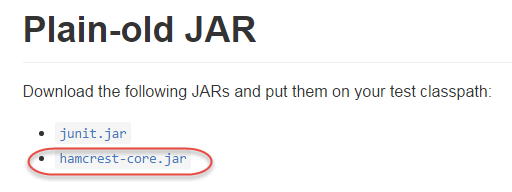 Plain-old JAR
Download the following JARs and put them on your test classpath:
junit.jar
hamcrest-core.jar